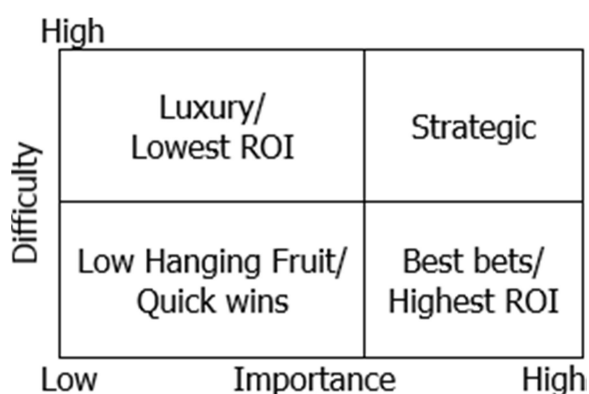 High
Luxury/
Lowest ROI
Strategic
Difficulty
Low Hanging Fruit/
Quick wins
Best bets/
Highest ROI
Low
Importance
High